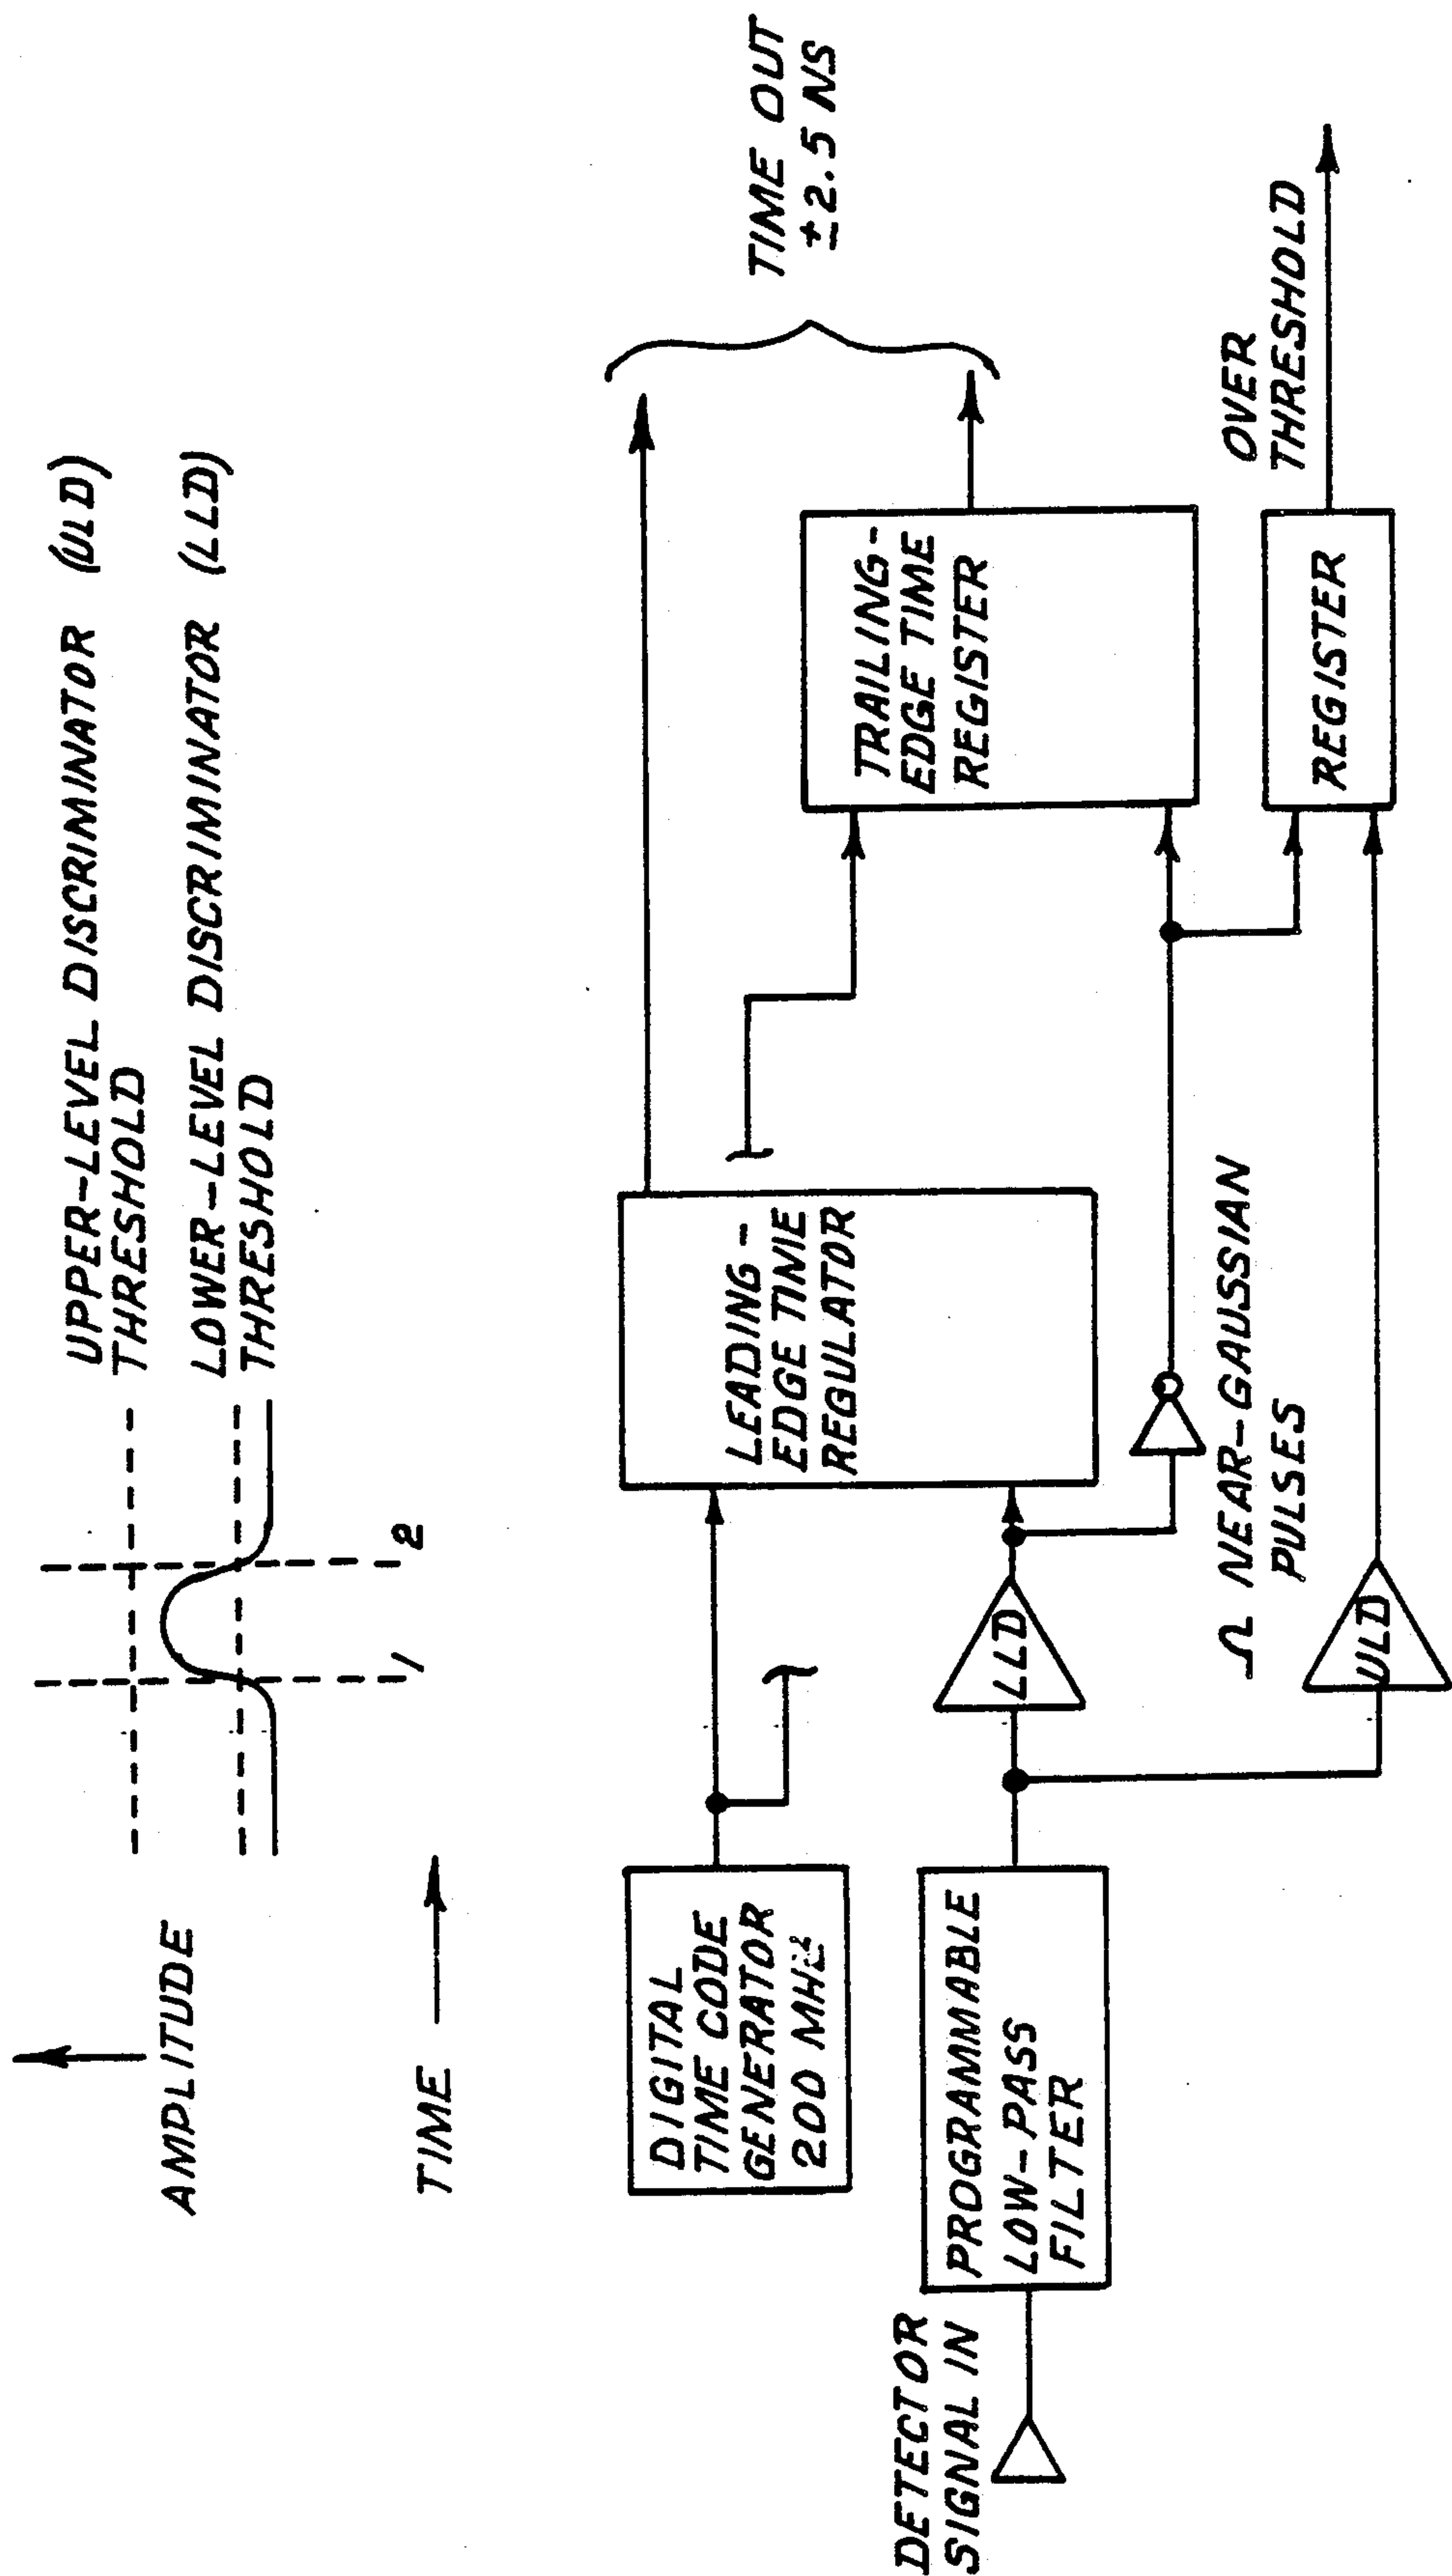 UPPER-LEVEL DISCRIMINATOR (ULD)
THRESHOLD
LOWER-LEVEL DISCRIMINATOR (LLD)
THRESHOLD
AMPLITUDE
1
2
TIME
DIGITAL
TIME CODE
GENERATOR
200 MHZ
LEADING-
EDGE TIME
REGULATOR
TIME OUT
±2.5 NS
TRAILING-
EDGE TIME
REGISTER
DETECTOR
SIGNAL IN
PROGRAMMABLE
LOW-PASS
FILTER
LLD
NEAR-GAUSSIAN
PULSES
ULD
REGISTER
OVER
THRESHOLD